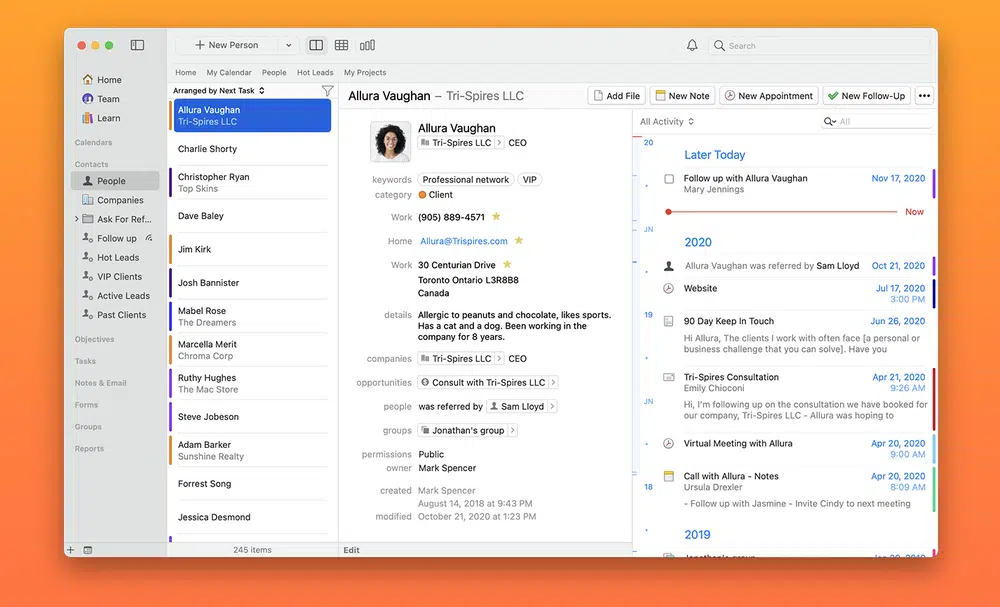 New Person
Search
Home
My Calendar
People
Hot Leads
My Projects
Home
Team
Learn
Calendars
Contacts
People
Companies
Ask For Ref...
Follow up
Hot Leads
VIP Clients
Active Leads
Past Clients
Objectives
Tasks
Notes & Email
Forms
Groups
Reports
Arranged by Next Task
Allura Vaughan
Tri-Spires LLC
Charlie Shorty
Christopher Ryan
Top Skins
Dave Baley
Jim Kirk
Josh Bannister
Mabel Rose
The Dreamers
Marcella Merit
Chroma Corp
Ruthy Hughes
The Mac Store
Steve Jobeson
Adam Barker
Sunshine Realty
Forrest Song
Jessica Desmond
245 items
Allura Vaughan – Tri-Spires LLC
Add File
New Note
New Appointment
New Follow-Up
Allura Vaughan
Tri-Spires LLC CEO
keywords Professional network VIP
category Client
Work (905) 889-4571
Home Allura@Trispires.com
Work 30 Centurian Drive
Toronto Ontario L3R8B8
Canada
details Allergic to peanuts and chocolate, likes sports.
Has a cat and a dog. Been working in the
company for 8 years.
companies Tri-Spires LLC CEO
opportunities Consult with Tri-Spires LLC
people was referred by Sam Lloyd
groups Jonathan's group
permissions Public
owner Mark Spencer
created Mark Spencer
August 14, 2018 at 9:43 PM
modified October 21, 2020 at 1:23 PM
Edit
All Activity
All
20
JN
19
JN
18
Later Today
Follow up with Allura Vaughan Nov 17, 2020
Mary Jennings
Now
2020
Allura Vaughan was referred by Sam Lloyd Oct 21, 2020
Website Jul 17, 2020
3:00 PM
90 Day Keep In Touch Jun 26, 2020
Hi Allura, The clients I work with often face [a personal or
business challenge that you can solve]. Have you
Tri-Spires Consultation Apr 21, 2020
Emily Chioconi 9:26 AM
Hi, I'm following up on the consultation we have booked for
our company, Tri-Spires LLC - Allura was hoping to
Virtual Meeting with Allura Apr 20, 2020
9:00 AM
Call with Allura - Notes Apr 20, 2020
Ursula Drexler 8:09 AM
- Follow up with Jasmine - Invite Cindy to next meeting
2019